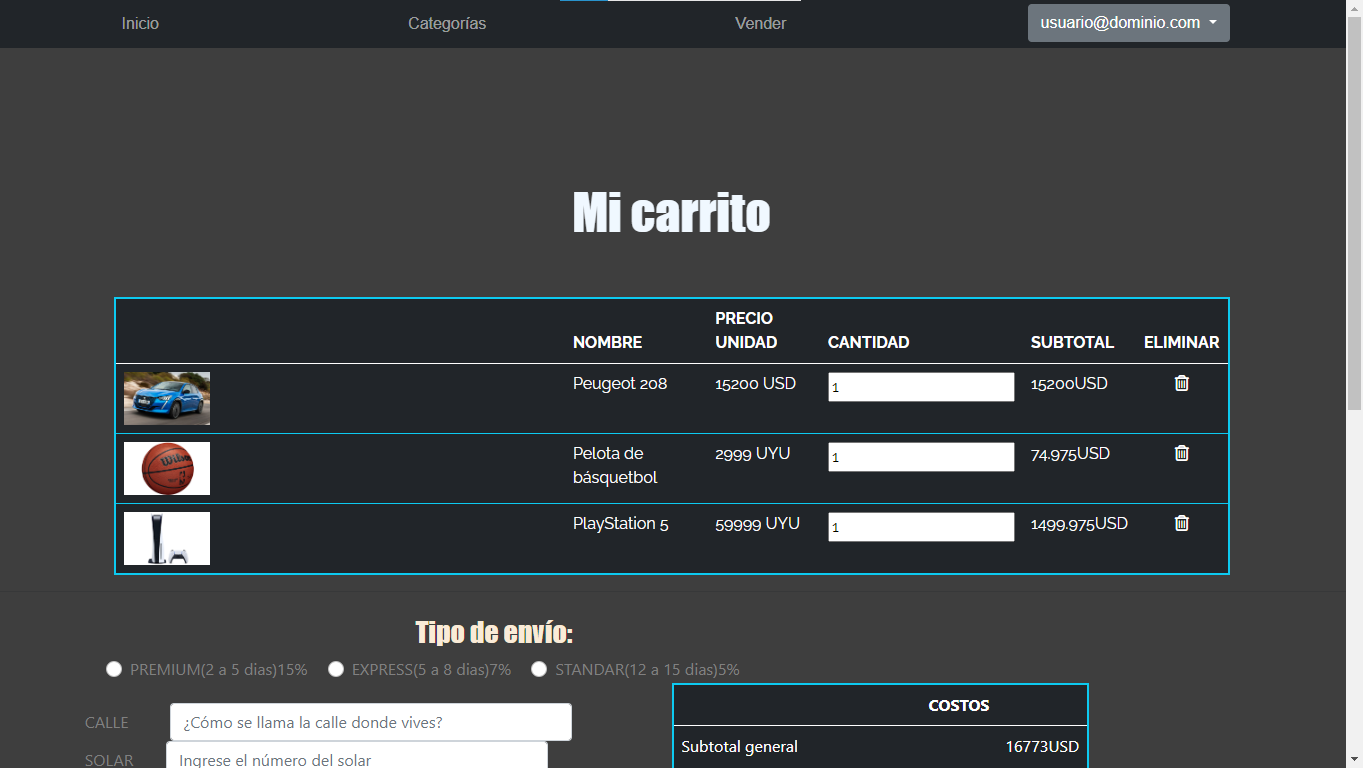 Inicio
Categorías
Vender
usuario@dominio.com
Mi carrito
NOMBRE
PRECIO
UNIDAD
CANTIDAD
SUBTOTAL
ELIMINAR
Peugeot 208
15200 USD
1
15200USD
Pelota de
básquetbol
2999 UYU
1
74.975USD
PlayStation 5
59999 UYU
1
1499.975USD
Tipo de envío:
PREMIUM(2 a 5 dias)15%
EXPRESS(5 a 8 dias)7%
STANDAR(12 a 15 dias)5%
CALLE
¿Cómo se llama la calle donde vives?
SOLAR
Ingrese el número del solar
COSTOS
Subtotal general
16773USD